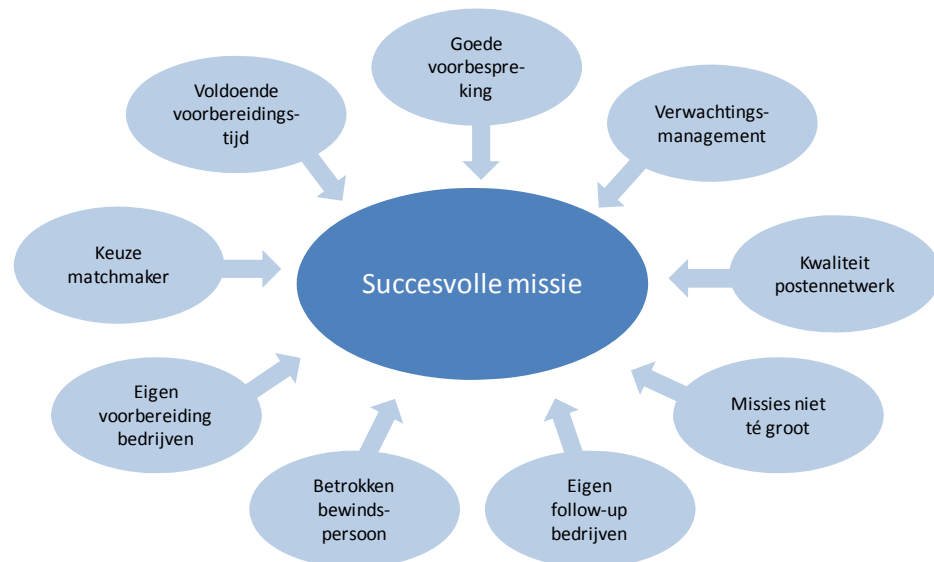 Goede
voorbespre-
king
Voldoende
voorbereidings-
tijd
Verwachtings-
management
Keuze
matchmaker
Succesvolle missie
Kwaliteit
postennetwerk
Eigen
voorbereiding
bedrijven
Missies niet
té groot
Betrokken
bewinds-
persoon
Eigen
follow-up
bedrijven